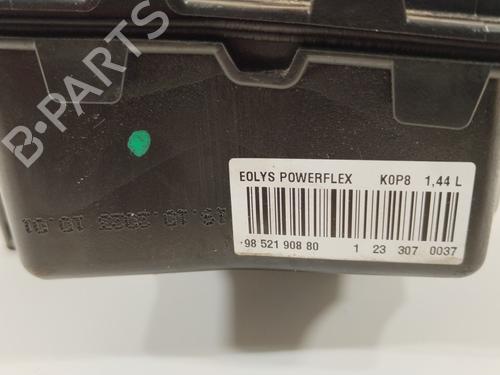 B-PARTS
EOLYS POWERFLEX K0P8 1,44 L
98 521 908 80 1 23 307 0037